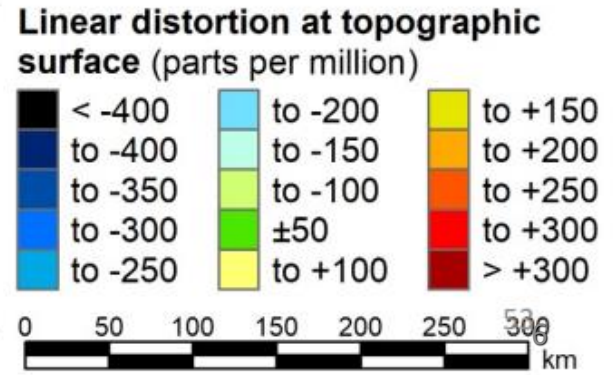 Linear distortion at topographic
surface (parts per million)
< -400
to -400
to -350
to -300
to -250
to -200
to -150
to -100
±50
to +100
to +150
to +200
to +250
to +300
> +300
0 50 100 150 200 250
km